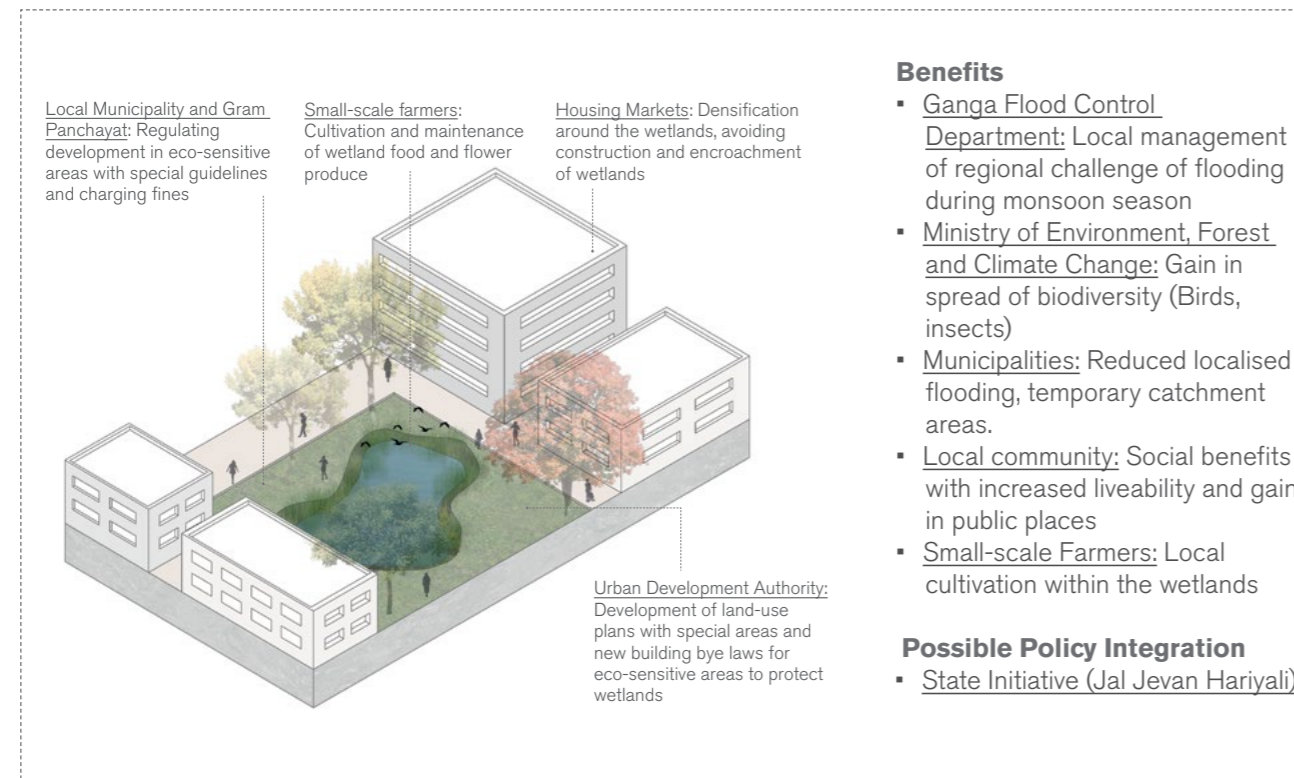 Local Municipality and Gram
Panchayat: Regulating
development in eco-sensitive
areas with special guidelines
and charging fines
Small-scale farmers:
Cultivation and maintenance
of wetland food and flower
produce
Housing Markets: Densification
around the wetlands, avoiding
construction and encroachment
of wetlands
Urban Development Authority:
Development of land-use
plans with special areas and
new building bye laws for
eco-sensitive areas to protect
wetlands
Benefits
▪ Ganga Flood Control
Department: Local management
of regional challenge of flooding
during monsoon season
▪ Ministry of Environment, Forest
and Climate Change: Gain in
spread of biodiversity (Birds,
insects)
▪ Municipalities: Reduced localised
flooding, temporary catchment
areas.
▪ Local community: Social benefits
with increased liveability and gain
in public places
▪ Small-scale Farmers: Local
cultivation within the wetlands
Possible Policy Integration
▪ State Initiative (Jal Jevan Hariyali)